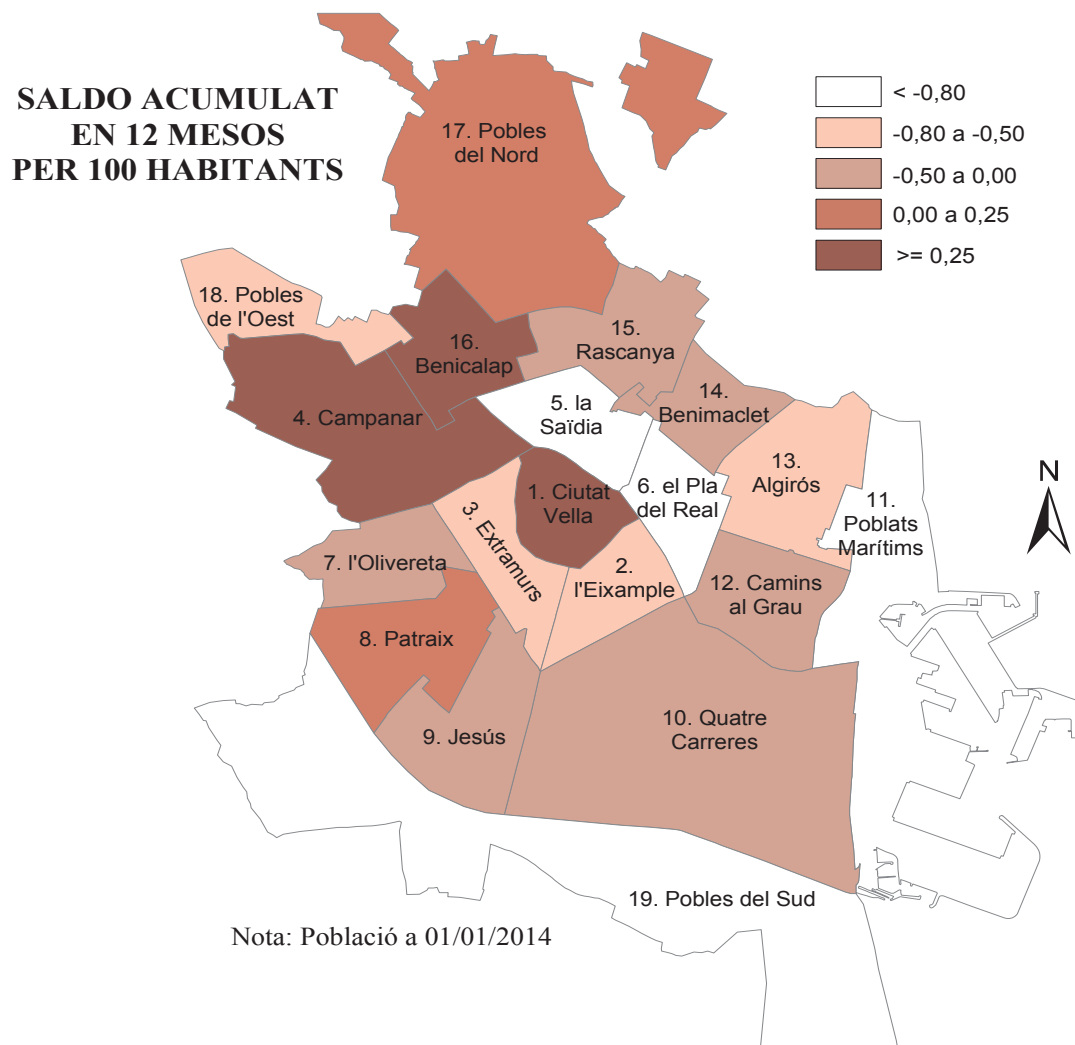 SALDO ACUMULAT
EN 12 MESOS
PER 100 HABITANTS
< -0,80
-0,80 a -0,50
-0,50 a 0,00
0,00 a 0,25
>= 0,25
17. Pobles
del Nord
18. Pobles
de l'Oest
16.
Benicalap
15.
Rascanya
14.
Benimaclet
4. Campanar
5. la
Saïdia
13.
Algirós
6. el Pla
del Real
11.
Poblats
Marítims
1. Ciutat
Vella
3. Extramurs
2.
l'Eixample
7. l'Olivereta
12. Camins
al Grau
8. Patraix
9. Jesús
10. Quatre
Carreres
19. Pobles del Sud
N
Nota: Població a 01/01/2014